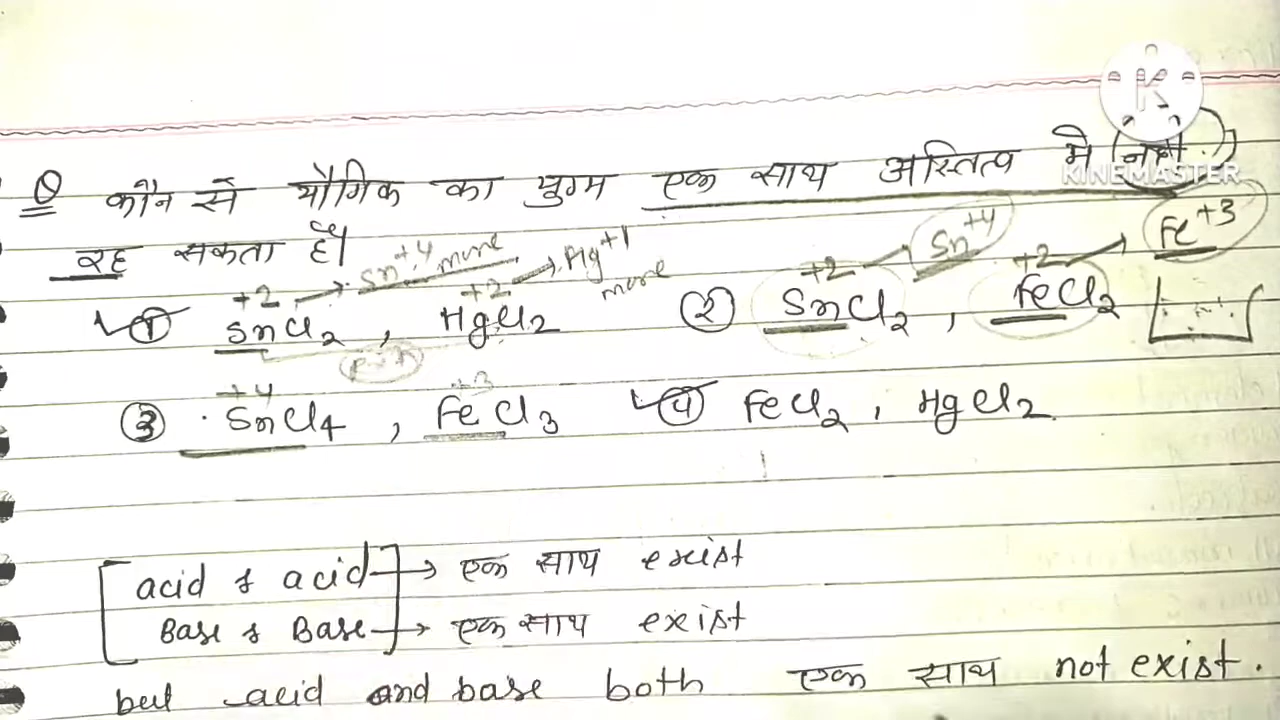 Q कौन से यौगिक का युग्म एक साथ अस्तित्व मे (नही)
KINEMASTER
रह सकता है।
+2 → Sn+4 more +2 → Hg+1 more
① SnCl2 , HgCl2
+2 → Sn+4 +2 → Fe+3
② SnCl2 , FeCl2
+4 +3
③ SnCl4 , FeCl3 ④ FeCl2 , HgCl2
acid & acid → एक साथ exist
Base & Base → एक साथ exist
but acid and base both एक साथ not exist.